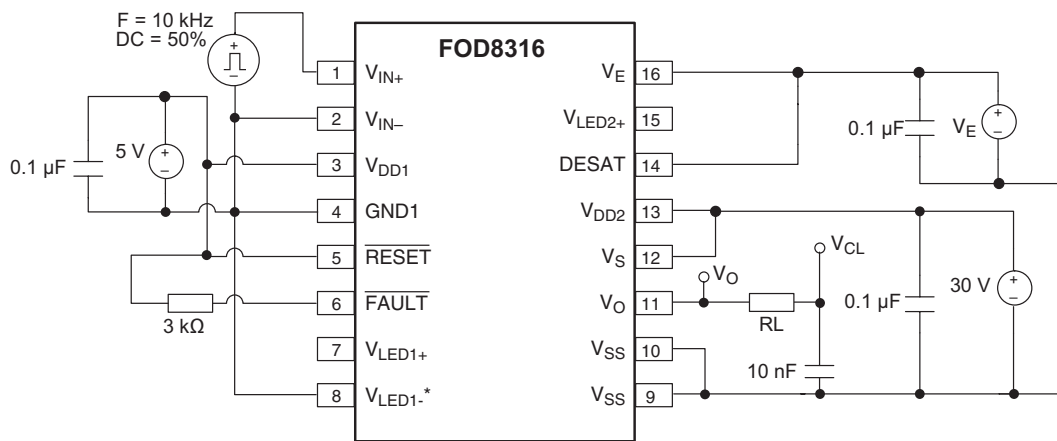 F = 10 kHz
DC = 50%
FOD8316
1 V_IN+
2 V_IN–
3 V_DD1
4 GND1
5 RESET
6 FAULT
7 V_LED1+
8 V_LED1-*
V_E 16
V_LED2+ 15
DESAT 14
V_DD2 13
V_S 12
V_O 11
V_SS 10
V_SS 9
0.1 µF
5 V
3 kΩ
0.1 µF
V_E
V_CL
V_O
RL
0.1 µF
30 V
10 nF